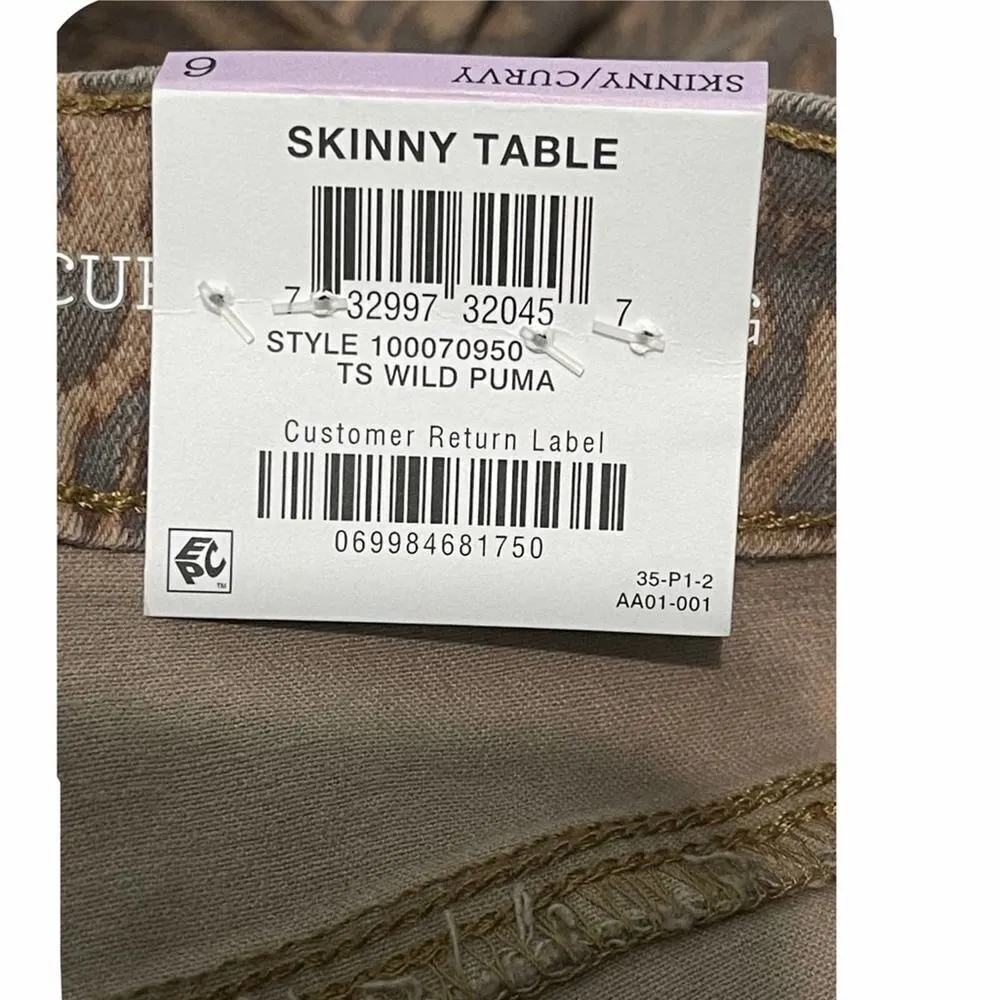 SKINNY/CURVY 6
SKINNY TABLE
7 32997 32045 7
STYLE 100070950
TS WILD PUMA
Customer Return Label
069984681750
EPC™
35-P1-2
AA01-001